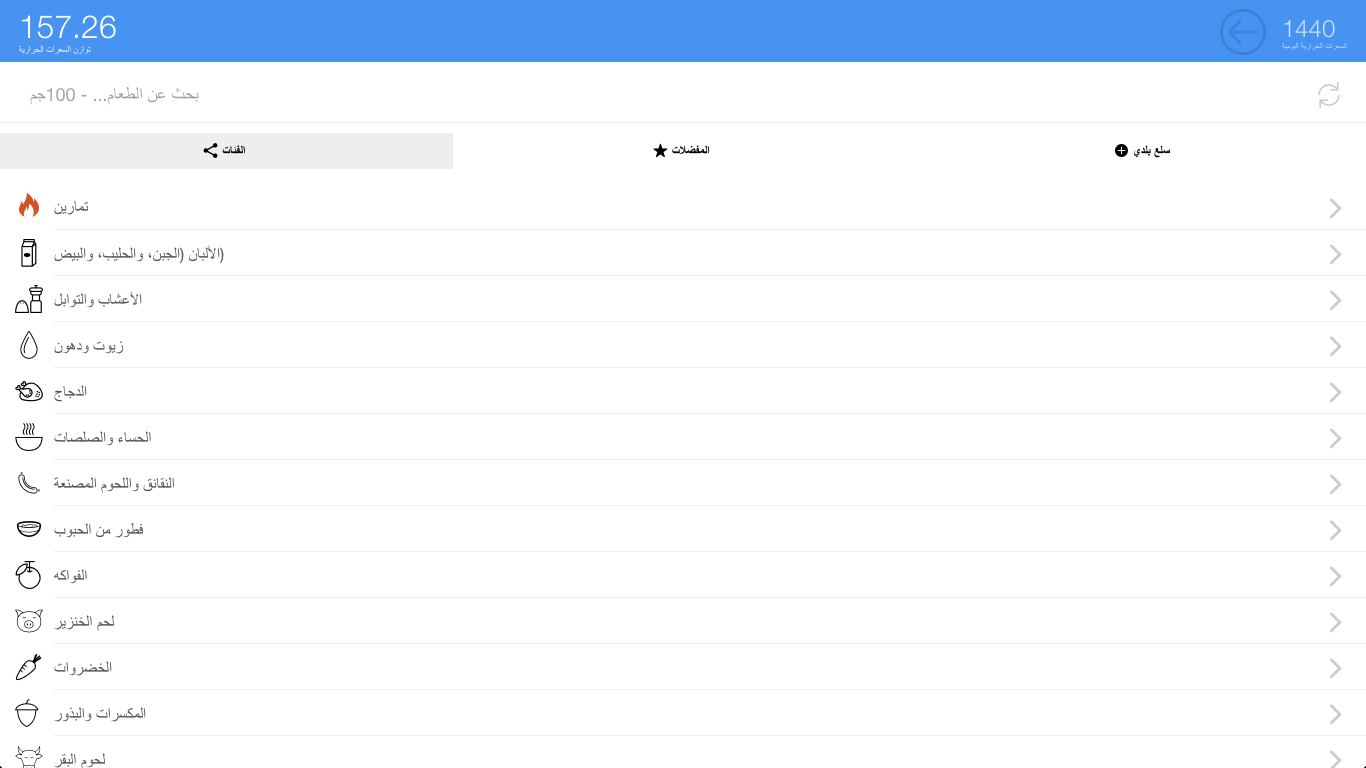 157.26
توازن السعرات الحرارية
1440
السعرات الحرارية اليومية
بحث عن الطعام... - 100جم
الفئات
المفضلات
سلع بلدي
تمارين
الألبان (الجبن، والحليب، والبيض)
الأعشاب والتوابل
زيوت ودهون
الدجاج
الحساء والصلصات
النقانق واللحوم المصنعة
فطور من الحبوب
الفواكه
لحم الخنزير
الخضروات
المكسرات والبذور
لحوم البقر